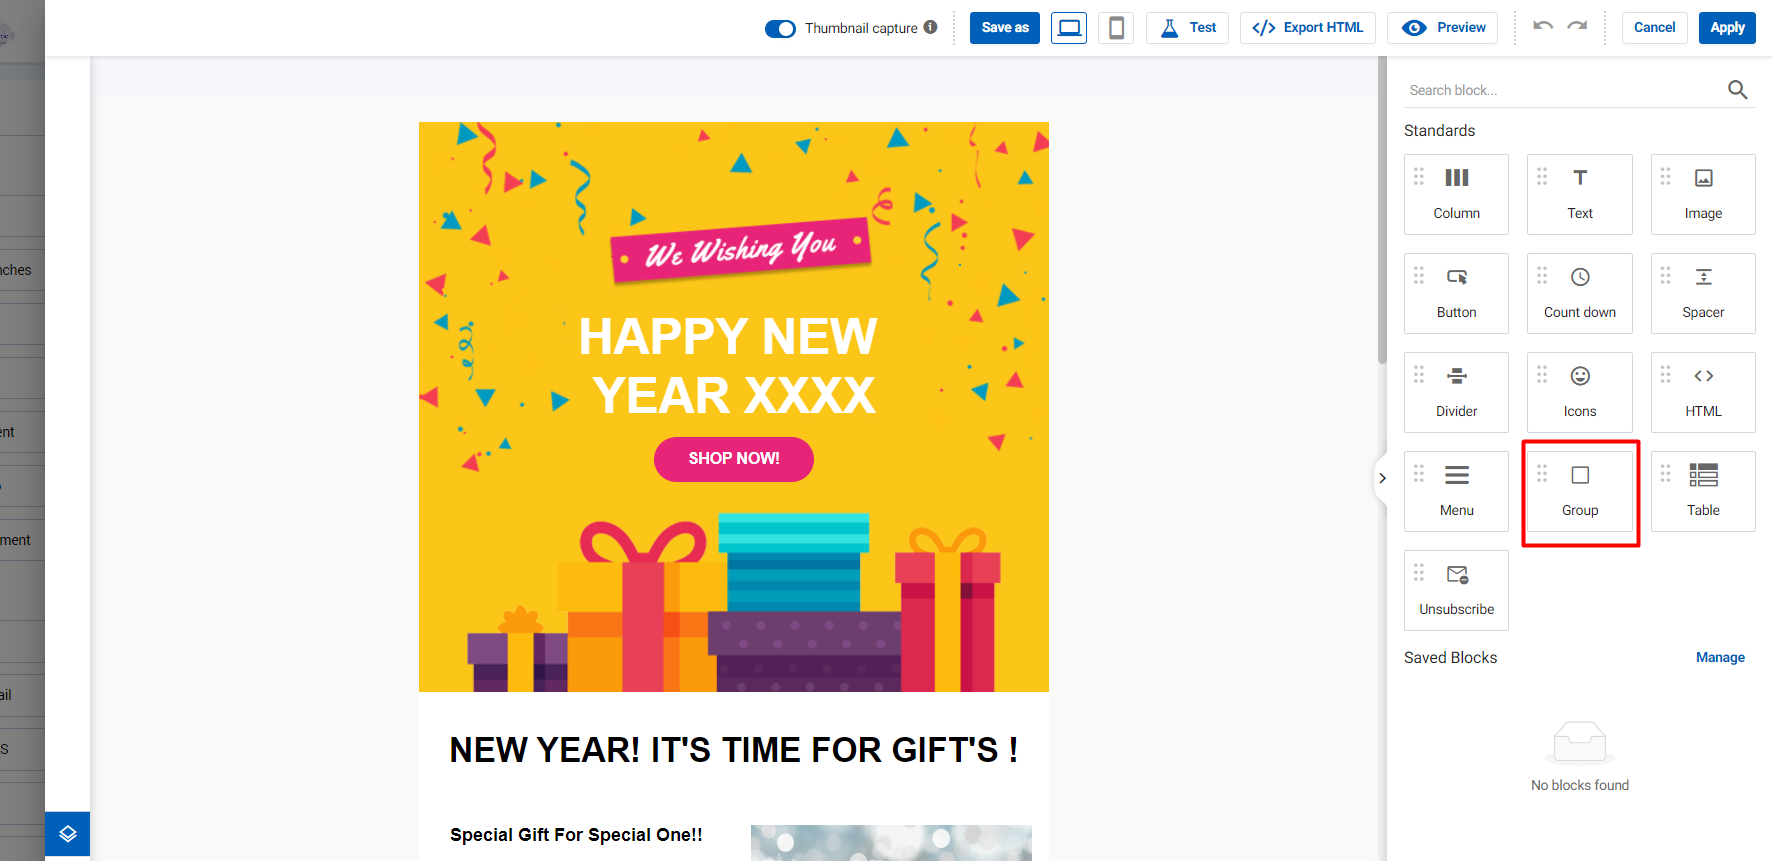 ric
Thumbnail capture
Save as
Test
Export HTML
Preview
Cancel
Apply
nches
ent
ment
ail
Search block...
Standards
Column
Text
Image
Button
Count down
Spacer
Divider
Icons
HTML
Menu
Group
Table
Unsubscribe
Saved Blocks
Manage
No blocks found
We Wishing You
HAPPY NEW
YEAR XXXX
SHOP NOW!
NEW YEAR! IT'S TIME FOR GIFT'S !
Special Gift For Special One!!